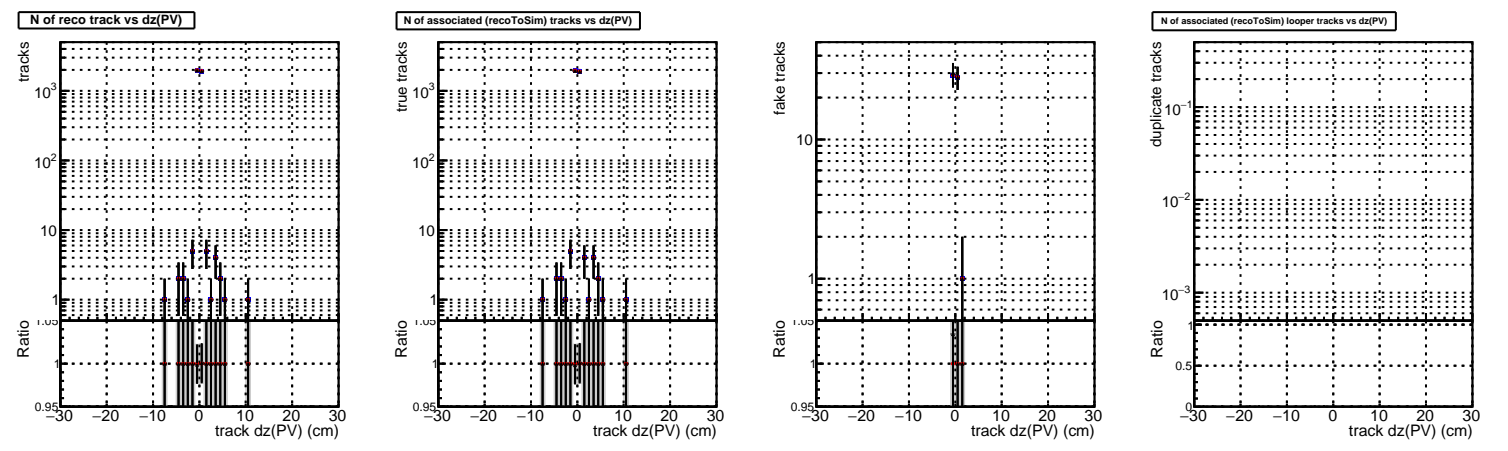 N of reco track vs dz(PV)
tracks
10³
10²
10
1
1.05
Ratio
1
0.95
−30 −20 −10 0 10 20 30
track dz(PV) (cm)
N of associated (recoToSim) tracks vs dz(PV)
true tracks
10³
10²
10
1
1.05
Ratio
1
0.95
−30 −20 −10 0 10 20 30
track dz(PV) (cm)
fake tracks
10
1
1.05
Ratio
1
0.95
−30 −20 −10 0 10 20 30
track dz(PV) (cm)
N of associated (recoToSim) looper tracks vs dz(PV)
duplicate tracks
10⁻¹
10⁻²
10⁻³
Ratio
1
0.5
0
−30 −20 −10 0 10 20 30
track dz(PV) (cm)